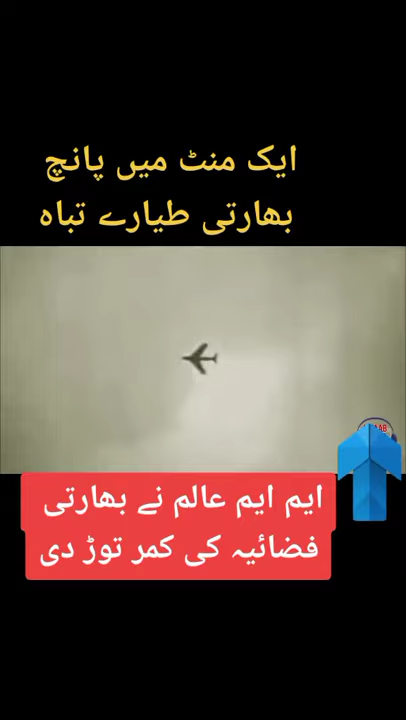 ایک منٹ میں پانچ
بھارتی طیارے تباہ
ایم ایم عالم نے بھارتی
فضائیہ کی کمر توڑ دی